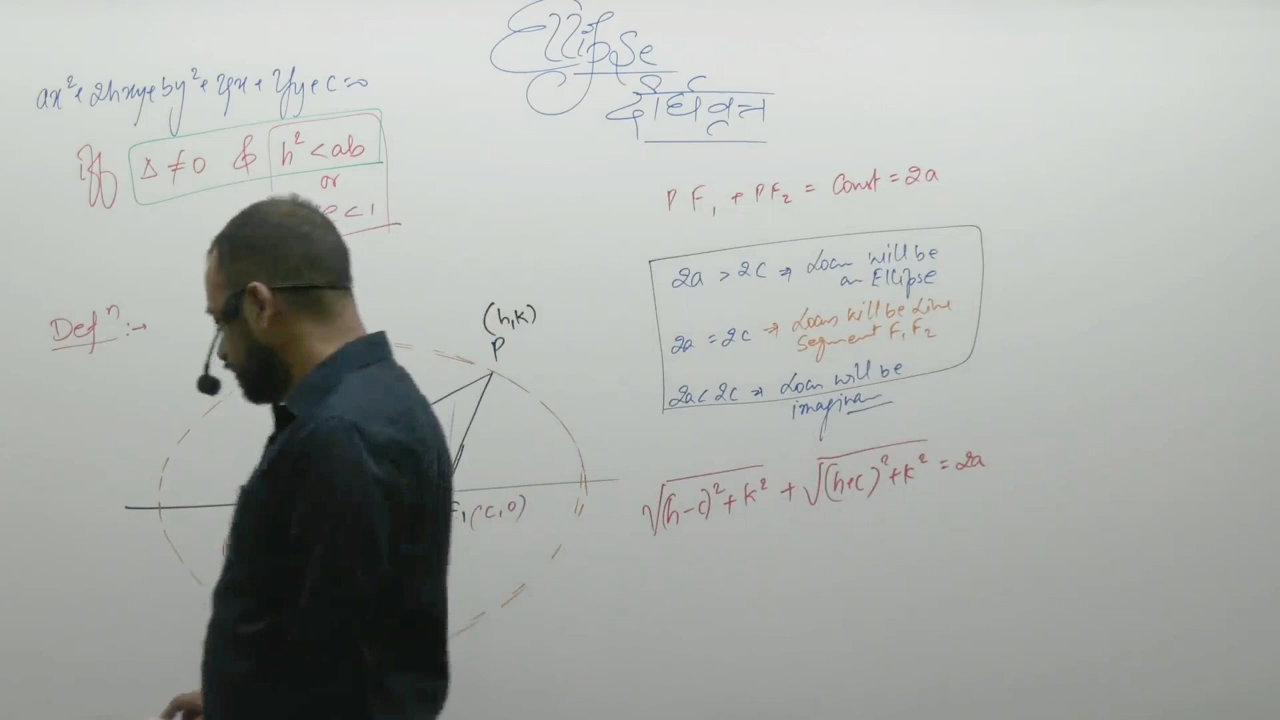 Ellipse
दीर्घवृत्त
ax²+2hxy+by²+2gx+2fy+c=0
iff Δ≠0 & h²<ab
or
e<1
PF₁ + PF₂ = Const = 2a
2a > 2c ⇒ Locus will be
an Ellipse
2a = 2c ⇒ Locus will be Line
Segment F₁F₂
2a < 2c ⇒ Locus will be
imaginary
Defⁿ :→
(h,k)
P
F₁(c,0)
√(h-c)²+k² + √(h+c)²+k² = 2a